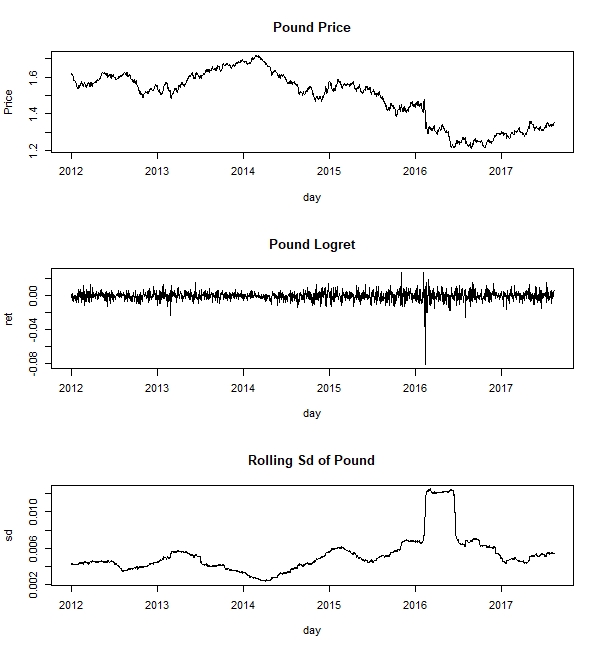 Pound Price
Price
1.6
1.4
1.2
2012 2013 2014 2015 2016 2017
day
Pound Logret
ret
0.00
-0.04
-0.08
2012 2013 2014 2015 2016 2017
day
Rolling Sd of Pound
sd
0.010
0.006
0.002
2012 2013 2014 2015 2016 2017
day